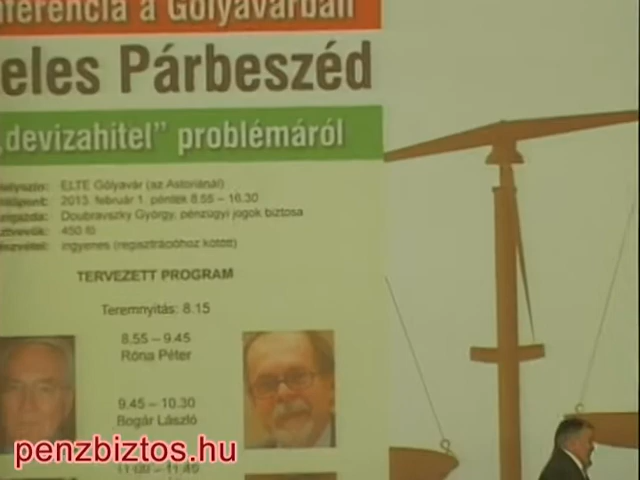 nferencia a Gólyavárban
eles Párbeszéd
„devizahitel” problémáról
ELTE Gólyavár (az Astoriánál)
2013. február 1. péntek 8.55 – 16.30
Doubravszky György, pénzügyi jogok biztosa
450 fő
ingyenes (regisztrációhoz kötött)
TERVEZETT PROGRAM
Teremnyitás: 8.15
8.55 – 9.45
Róna Péter
9.45 – 10.30
Bogár László
penzbiztos.hu